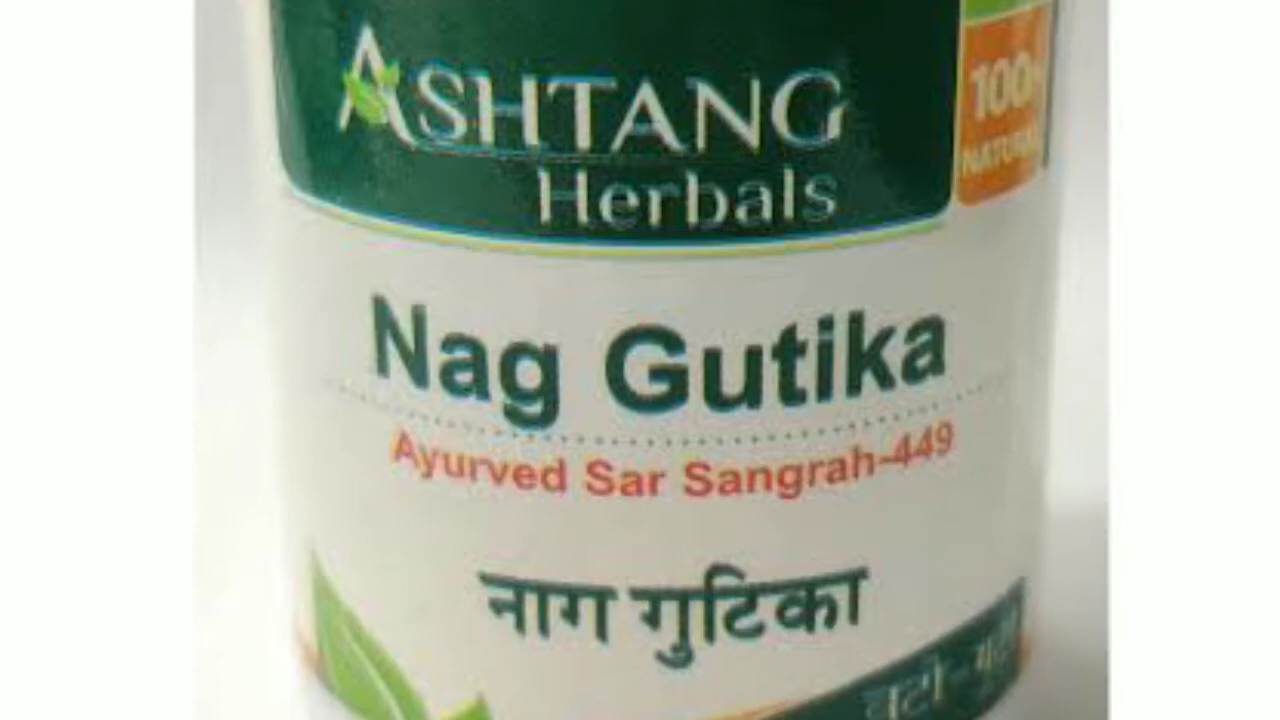 ASHTANG
Herbals
100%
NATURAL
Nag Gutika
Ayurved Sar Sangrah-449
नाग गुटिका